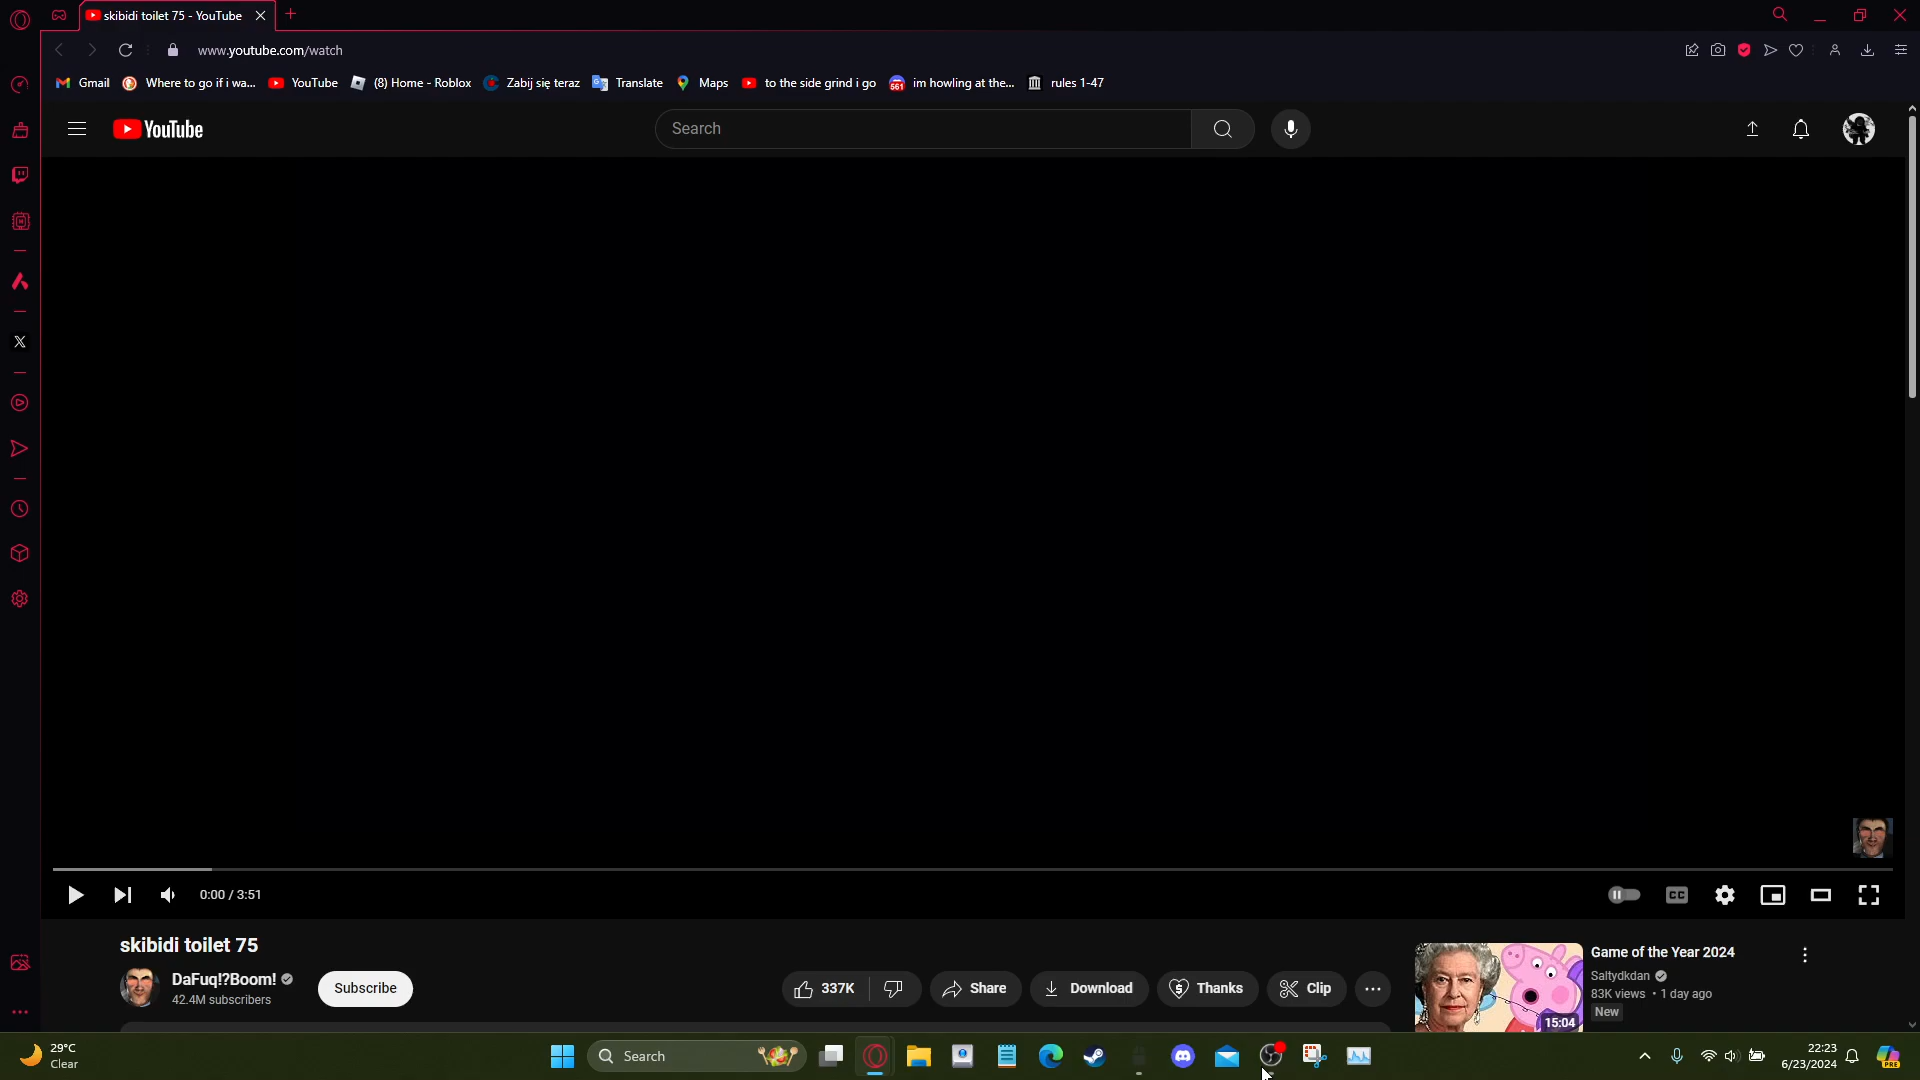 skibidi toilet 75 - YouTube
www.youtube.com/watch
Gmail Where to go if i wa... YouTube (8) Home - Roblox Zabij się teraz Translate Maps to the side grind i go 561 im howling at the... rules 1-47
YouTube Search
0:00 / 3:51 CC
skibidi toilet 75
DaFuq!?Boom!
42.4M subscribers
Subscribe
337K Share Download Thanks Clip
Game of the Year 2024
Saltydkdan
83K views • 1 day ago
New
15:04
29°C
Clear
Search
22:23
6/23/2024
PRE